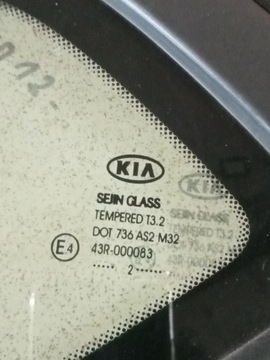 KIA
SEJIN GLASS
TEMPERED T3.2
DOT 736 AS2 M32
E4 43R-000083
.... 2 ....